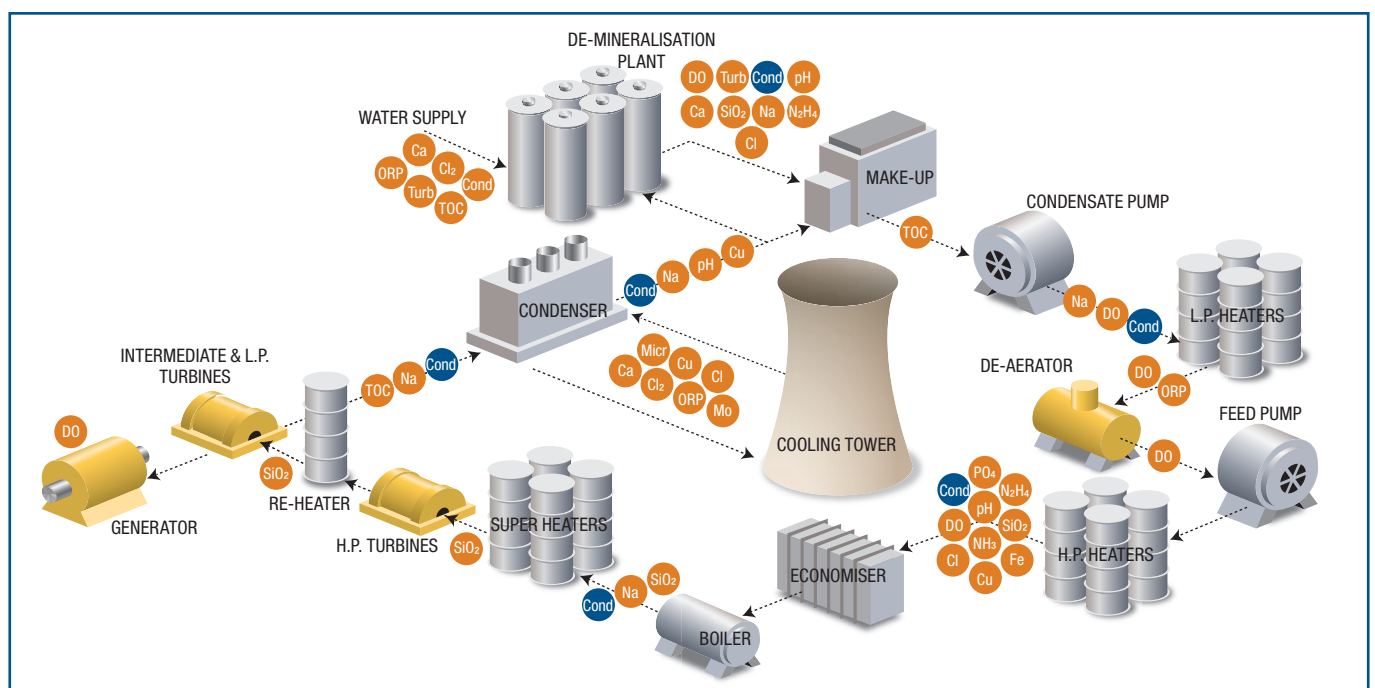 DE-MINERALISATION
PLANT
DO Turb Cond pH
Ca SiO₂ Na N₂H₄
Cl
WATER SUPPLY
Ca
ORP Cl₂
Turb Cond
TOC
MAKE-UP
TOC
CONDENSATE PUMP
Na DO Cond
L.P. HEATERS
CONDENSER
Cond Na pH Cu
INTERMEDIATE & L.P.
TURBINES
TOC Na Cond
Micr Cu
Ca Cl₂ Cl
ORP Mo
COOLING TOWER
DE-AERATOR
DO
ORP
FEED PUMP
DO
DO
GENERATOR
SiO₂
RE-HEATER
H.P. TURBINES
SiO₂
SUPER HEATERS
Cond Na SiO₂
BOILER
ECONOMISER
PO₄
Cond N₂H₄
pH
DO SiO₂
NH₃
Cl Fe
Cu
H.P. HEATERS